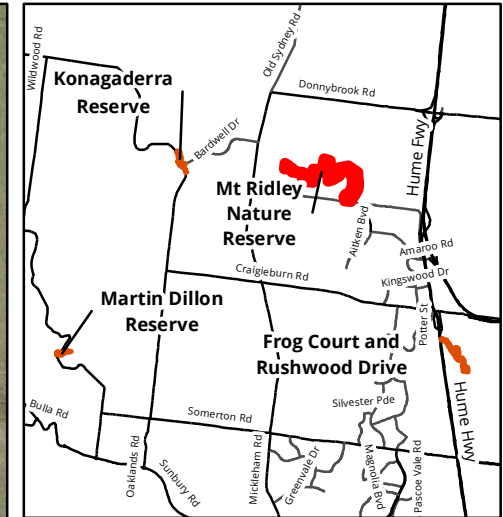 Wildwood Rd
Old Sydney Rd
Konagaderra
Reserve
Donnybrook Rd
Bardwell Dr
Hume Fwy
Mt Ridley
Nature
Reserve
Aitken Blvd
Amaroo Rd
Craigieburn Rd
Kingswood Dr
Martin Dillon
Reserve
Potter St
Frog Court and
Rushwood Drive
Silvester Pde
Hume Hwy
Bulla Rd
Somerton Rd
Oaklands Rd
Sunbury Rd
Mickleham Rd
Greenvale Dr
Magnolia Bvd
Pascoe Vale Rd